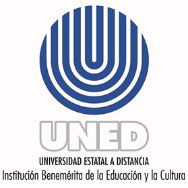 UNED
UNIVERSIDAD ESTATAL A DISTANCIA
Institución Benemérita de la Educación y la Cultura